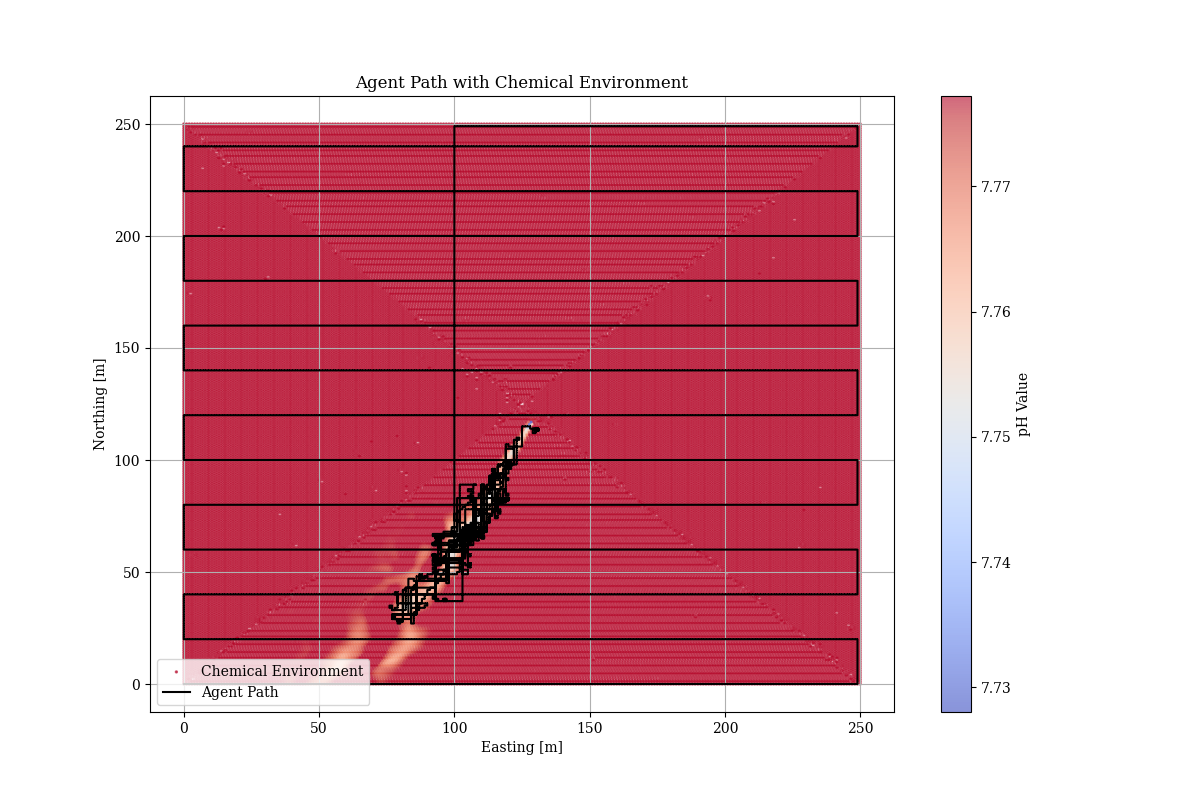 Agent Path with Chemical Environment
250
200
150
100
50
0
Northing [m]
0
50
100
150
200
250
Easting [m]
Chemical Environment
Agent Path
7.77
7.76
7.75
7.74
7.73
pH Value